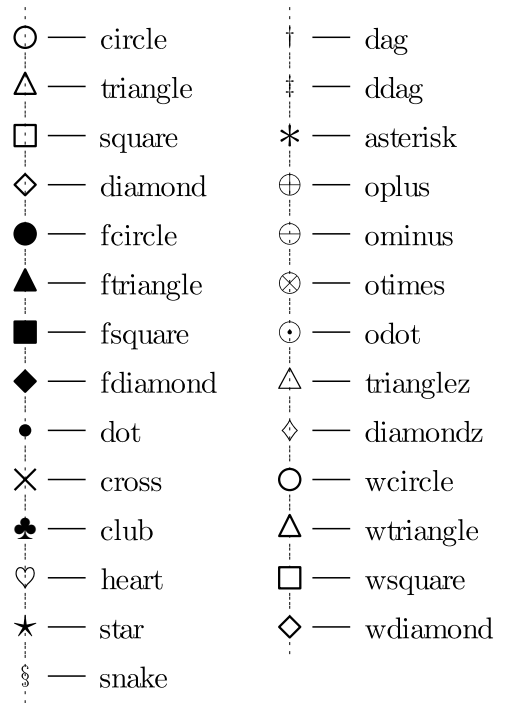 circle
triangle
square
diamond
fcircle
ftriangle
fsquare
fdiamond
dot
cross
club
heart
star
snake
dag
ddag
asterisk
oplus
ominus
otimes
odot
trianglez
diamondz
wcircle
wtriangle
wsquare
wdiamond